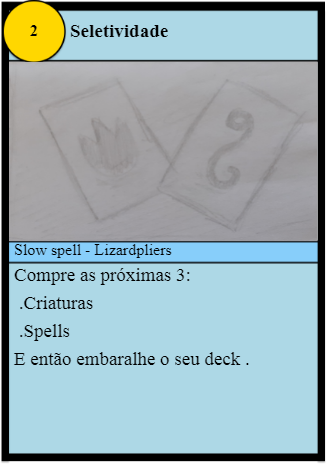 2
Seletividade
Slow spell - Lizardpliers
Compre as próximas 3:
.Criaturas
.Spells
E então embaralhe o seu deck .